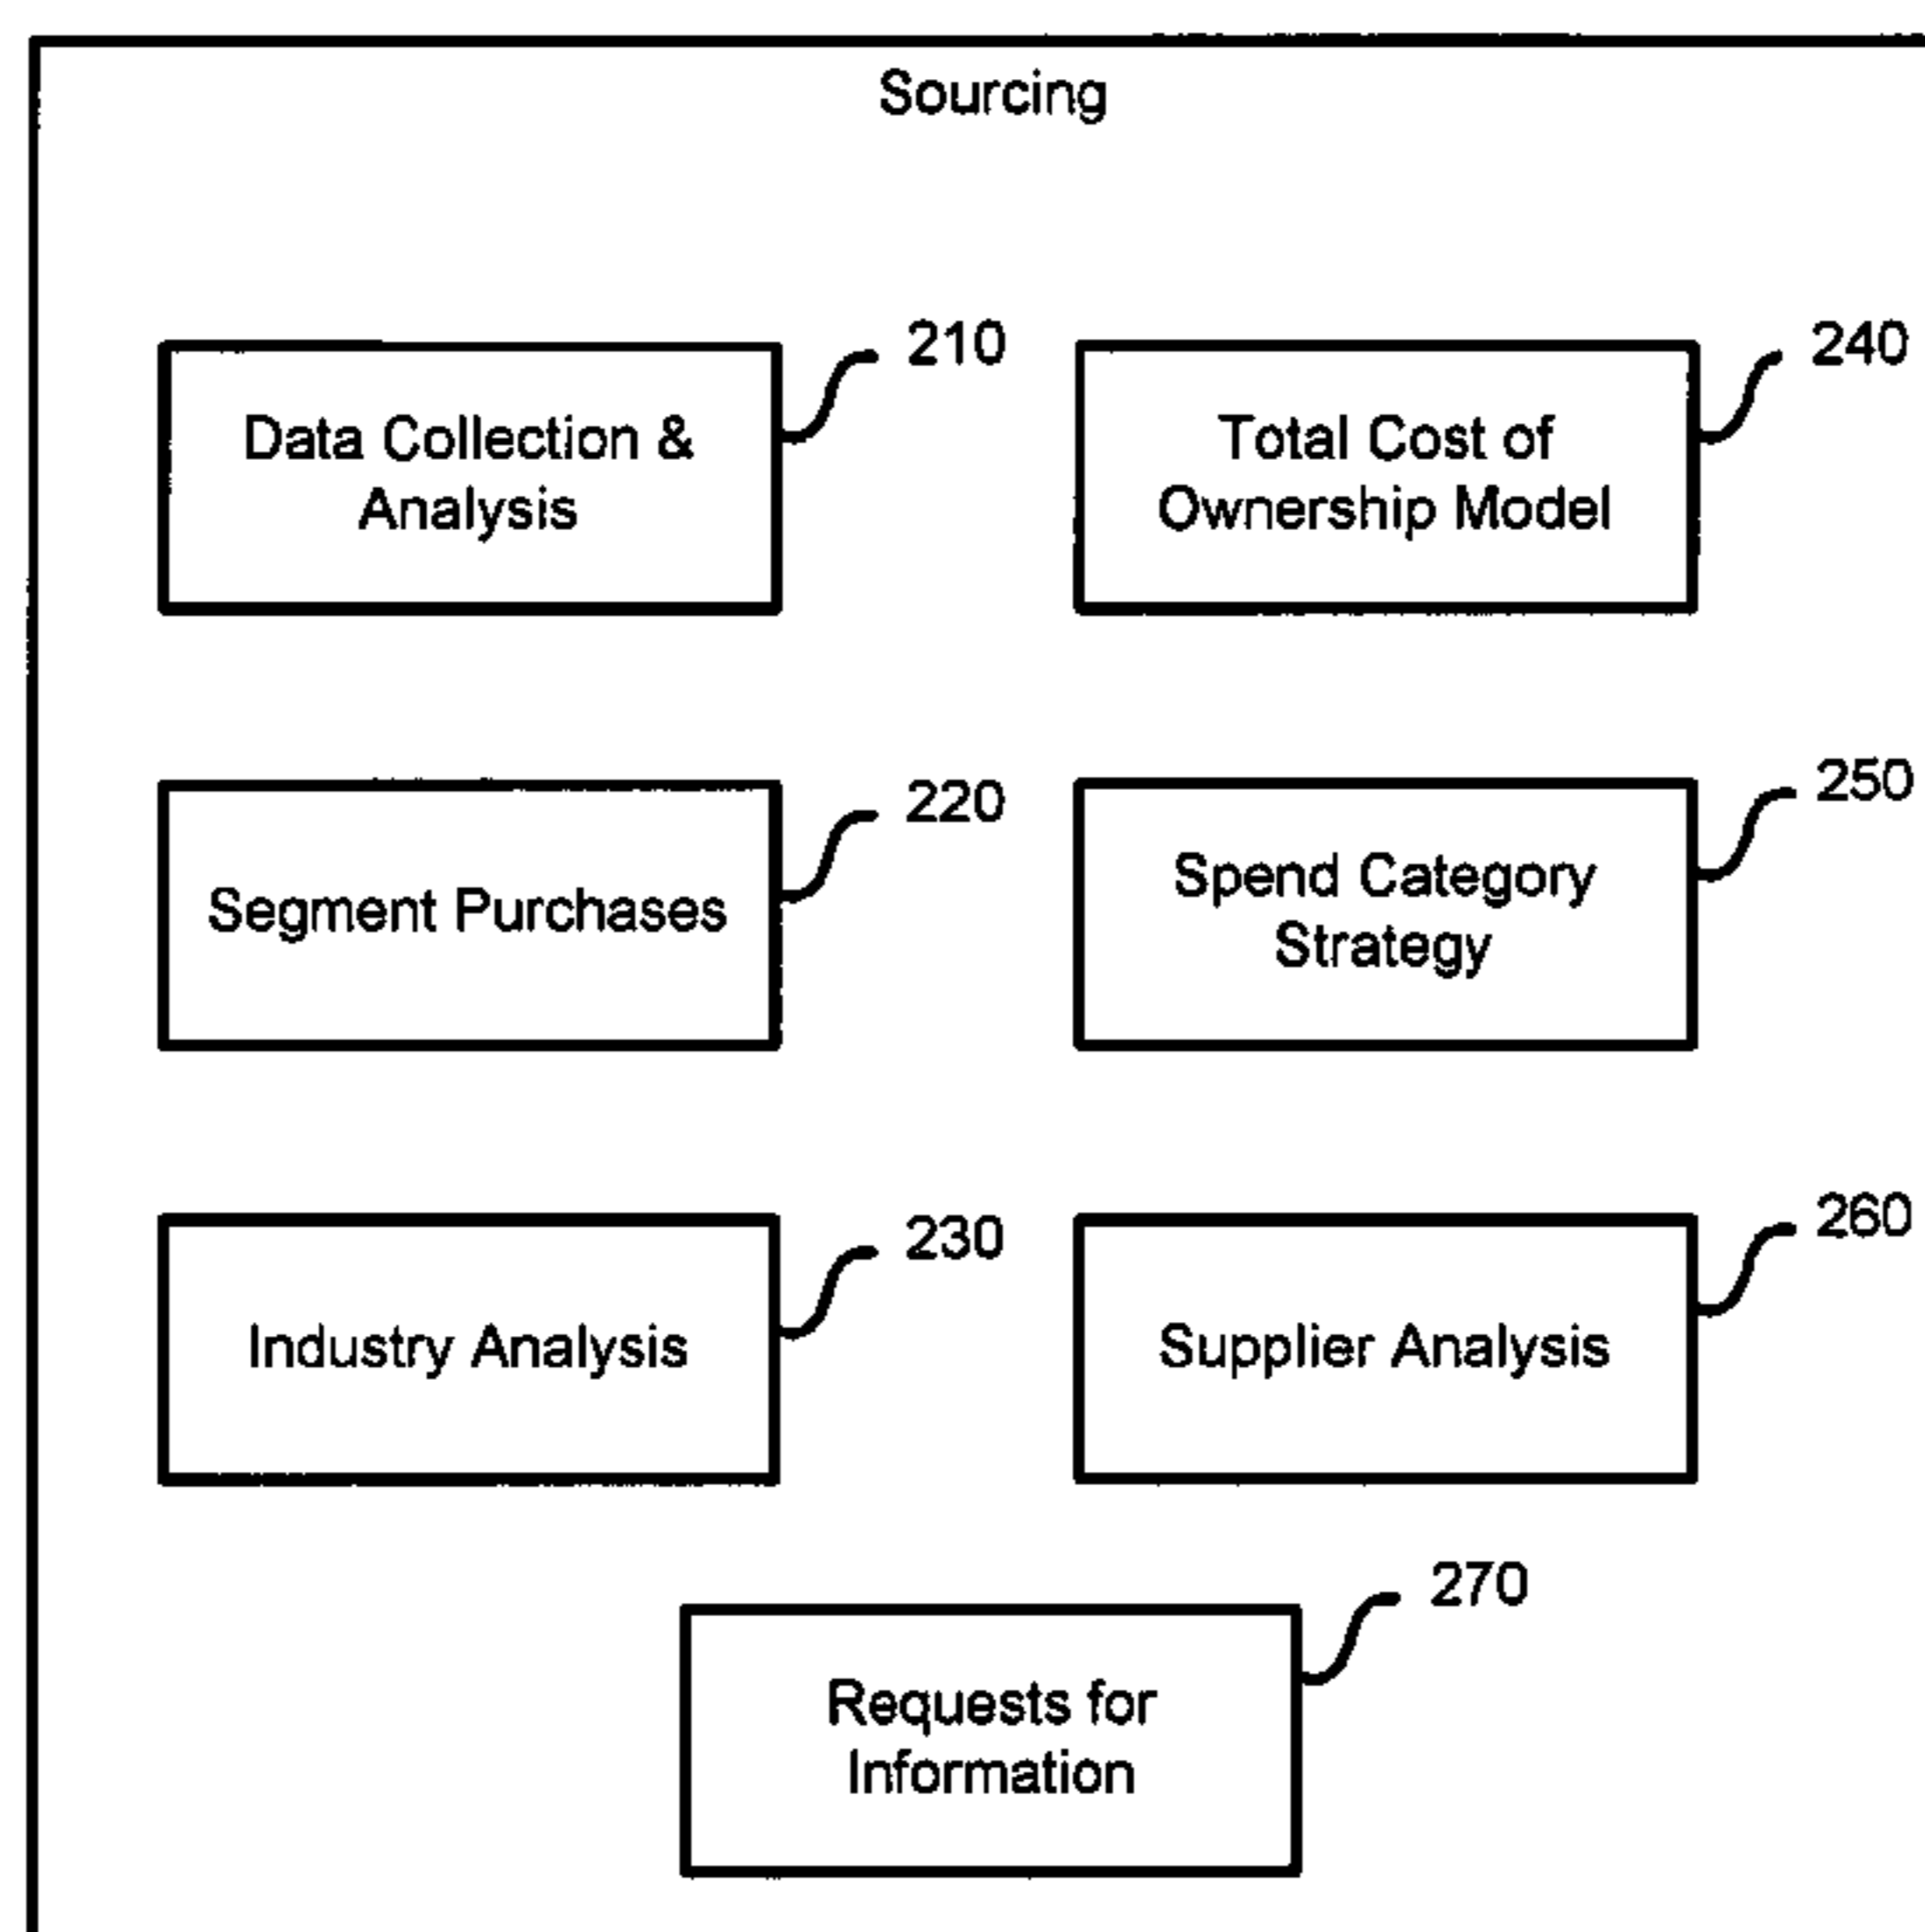 Sourcing
210
Data Collection &
Analysis
240
Total Cost of
Ownership Model
220
Segment Purchases
250
Spend Category
Strategy
230
Industry Analysis
260
Supplier Analysis
270
Requests for
Information